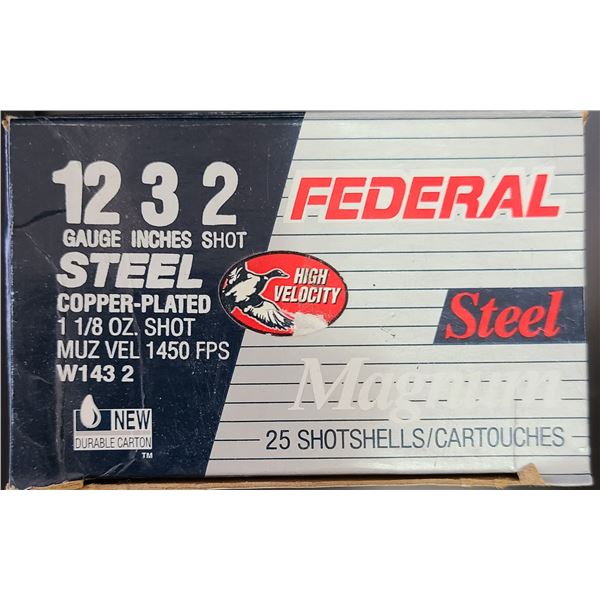 12 3 2
GAUGE INCHES SHOT
STEEL
COPPER-PLATED
1 1/8 OZ. SHOT
MUZ VEL 1450 FPS
W143 2
NEW
DURABLE CARTON
TM
HIGH
VELOCITY
FEDERAL
Steel
Magnum
25 SHOTSHELLS/CARTOUCHES